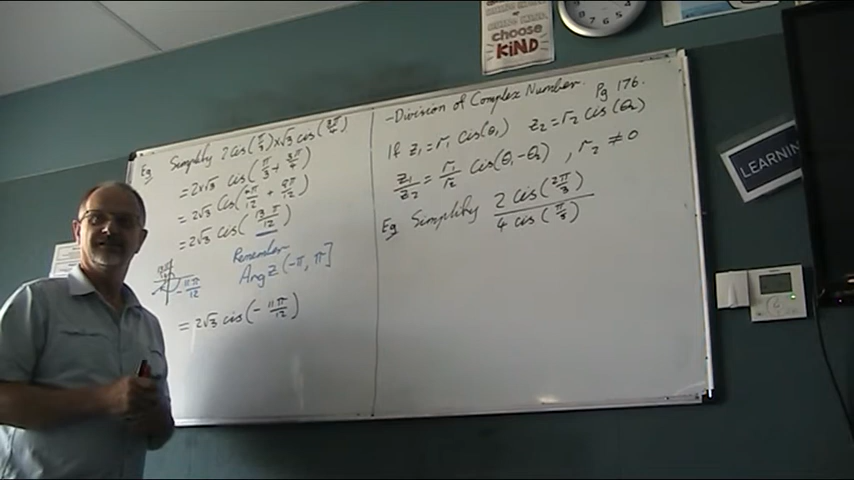 choose
KiND
LEARNING
Eg Simplify 2 cis(π/3) × √3 cis(3π/4)
= 2×√3 cis(π/3 + 3π/4)
= 2√3 cis(4π/12 + 9π/12)
= 2√3 cis(13π/12)
Remember
Arg Z (-π, π]
-11π/12
= 2√3 cis(-11π/12)
- Division of Complex Number. Pg 176.
If z₁ = r₁ cis(θ₁) z₂ = r₂ cis(θ₂)
z₁/z₂ = r₁/r₂ cis(θ₁-θ₂), r₂ ≠ 0
Eg Simplify 2 cis(2π/3) / 4 cis(π/3)